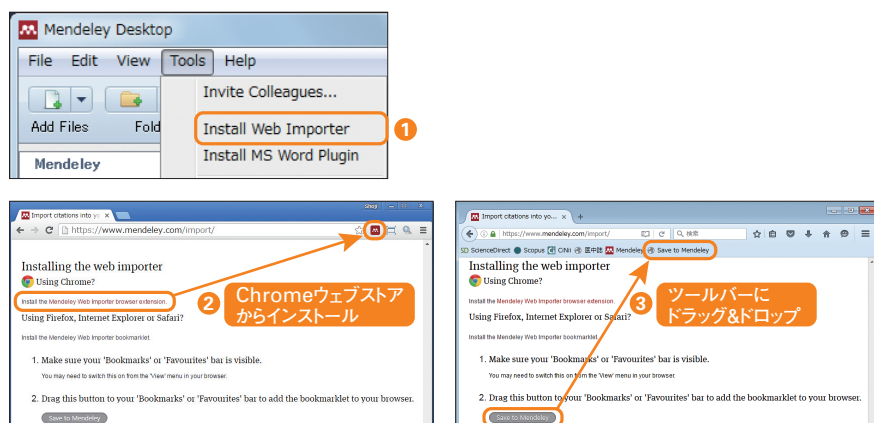 Mendeley Desktop
File Edit View Tools Help
Invite Colleagues...
Add Files Fold
Install Web Importer
1
Install MS Word Plugin
Mendeley
Import citations into yo ×
Shop
https://www.mendeley.com/import/
Installing the web importer
Using Chrome?
Install the Mendeley Web Importer browser extension.
2
Chromeウェブストア
からインストール
Using Firefox, Internet Explorer or Safari?
Install the Mendeley Web Importer bookmarklet
1. Make sure your 'Bookmarks' or 'Favourites' bar is visible.
You may need to switch this on from the 'View' menu in your browser.
2. Drag this button to your 'Bookmarks' or 'Favourites' bar to add the bookmarklet to your browser.
Save to Mendeley
Import citations into yo... × +
https://www.mendeley.com/import/ 検索
SD ScienceDirect Scopus CiNii 医中誌 Mendeley Save to Mendeley
Installing the web importer
Using Chrome?
Install the Mendeley Web Importer browser extension.
3
ツールバーに
ドラッグ&ドロップ
Using Firefox, Internet Explorer or Safari?
Install the Mendeley Web Importer bookmarklet
1. Make sure your 'Bookmarks' or 'Favourites' bar is visible.
You may need to switch this on from the 'View' menu in your browser.
2. Drag this button to your 'Bookmarks' or 'Favourites' bar to add the bookmarklet to your browser.
Save to Mendeley